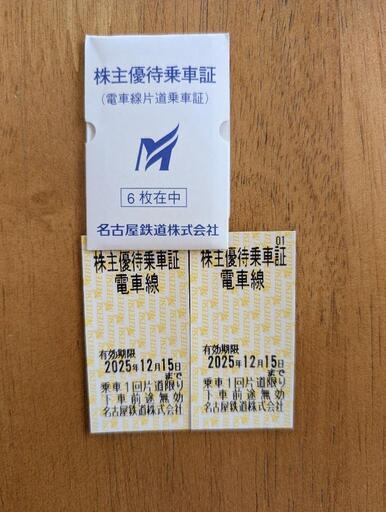 株主優待乗車証
(電車線片道乗車証)
6枚在中
名古屋鉄道株式会社
株主優待乗車証
電車線
有効期限
2025年12月15日
まで
乗車1回片道限り
下車前途無効
名古屋鉄道株式会社
01
株主優待乗車証
電車線
有効期限
2025年12月15日
まで
乗車1回片道限り
下車前途無効
名古屋鉄道株式会社